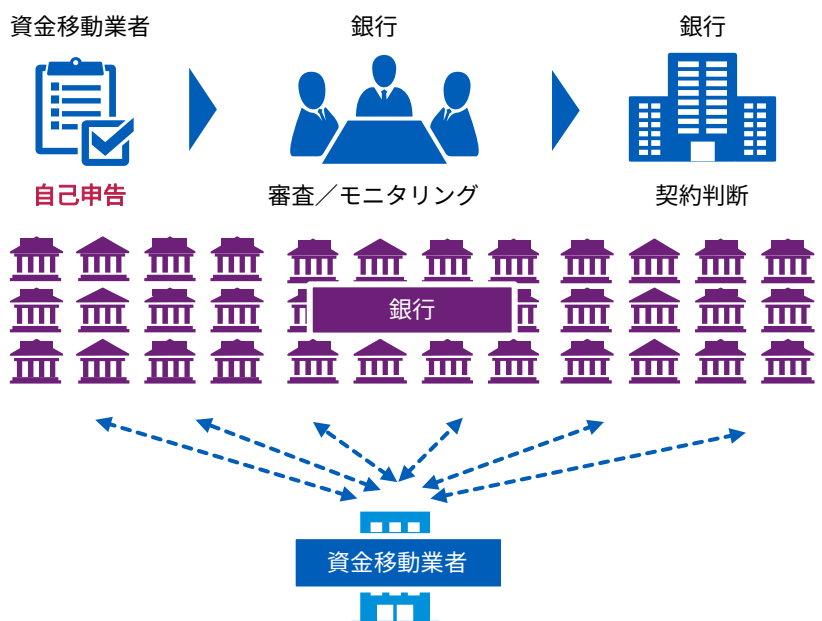 資金移動業者
銀行
銀行
自己申告
審査／モニタリング
契約判断
銀行
資金移動業者